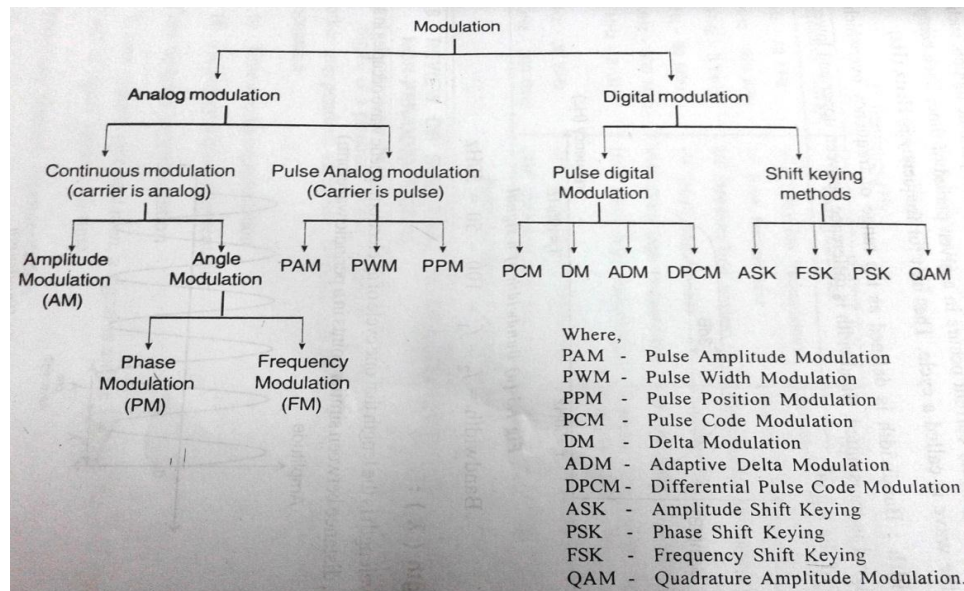 Modulation
Analog modulation
Digital modulation
Continuous modulation
(carrier is analog)
Pulse Analog modulation
(Carrier is pulse)
Pulse digital
Modulation
Shift keying
methods
Amplitude
Modulation
(AM)
Angle
Modulation
PAM PWM PPM
PCM DM ADM DPCM ASK FSK PSK QAM
Phase
Modulation
(PM)
Frequency
Modulation
(FM)
Where,
PAM - Pulse Amplitude Modulation
PWM - Pulse Width Modulation
PPM - Pulse Position Modulation
PCM - Pulse Code Modulation
DM - Delta Modulation
ADM - Adaptive Delta Modulation
DPCM - Differential Pulse Code Modulation
ASK - Amplitude Shift Keying
PSK - Phase Shift Keying
FSK - Frequency Shift Keying
QAM - Quadrature Amplitude Modulation.